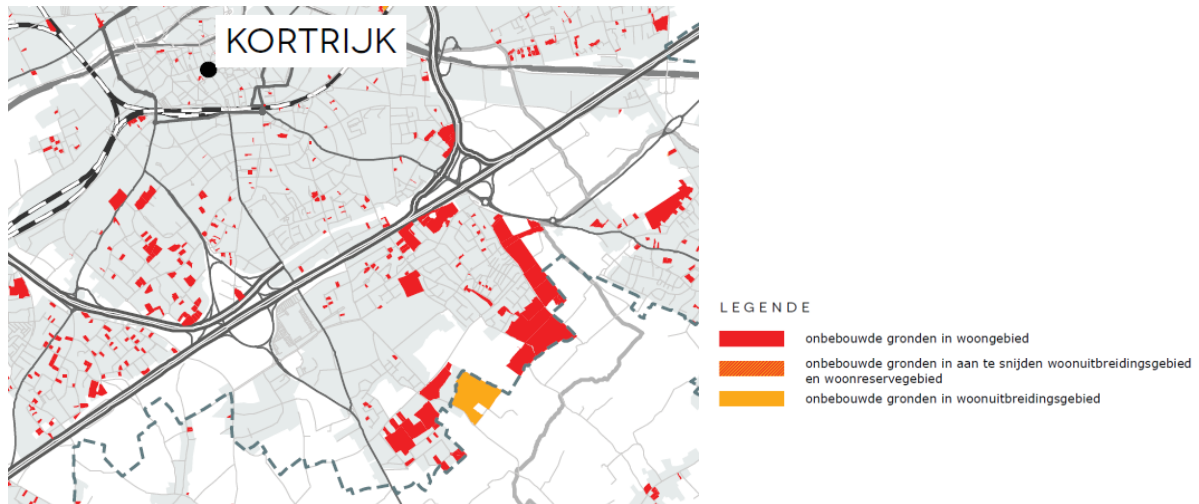 KORTRIJK
LEGENDE
onbebouwde gronden in woongebied
onbebouwde gronden in aan te snijden woonuitbreidingsgebied
en woonreservegebied
onbebouwde gronden in woonuitbreidingsgebied